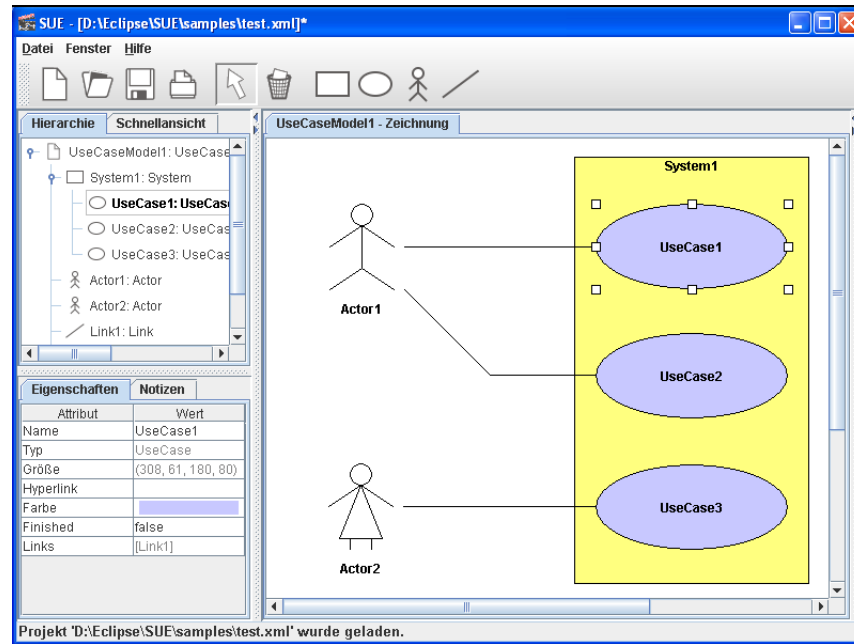 SUE - [D:\Eclipse\SUE\samples\test.xml]*
Datei Fenster Hilfe
Hierarchie Schnellansicht
UseCaseModel1: UseCase
System1: System
UseCase1: UseCas
UseCase2: UseCas
UseCase3: UseCas
Actor1: Actor
Actor2: Actor
Link1: Link
Eigenschaften Notizen
Attribut Wert
Name UseCase1
Typ UseCase
Größe (308, 61, 180, 80)
Hyperlink
Farbe
Finished false
Links [Link1]
UseCaseModel1 - Zeichnung
System1
UseCase1
Actor1
UseCase2
UseCase3
Actor2
Projekt 'D:\Eclipse\SUE\samples\test.xml' wurde geladen.